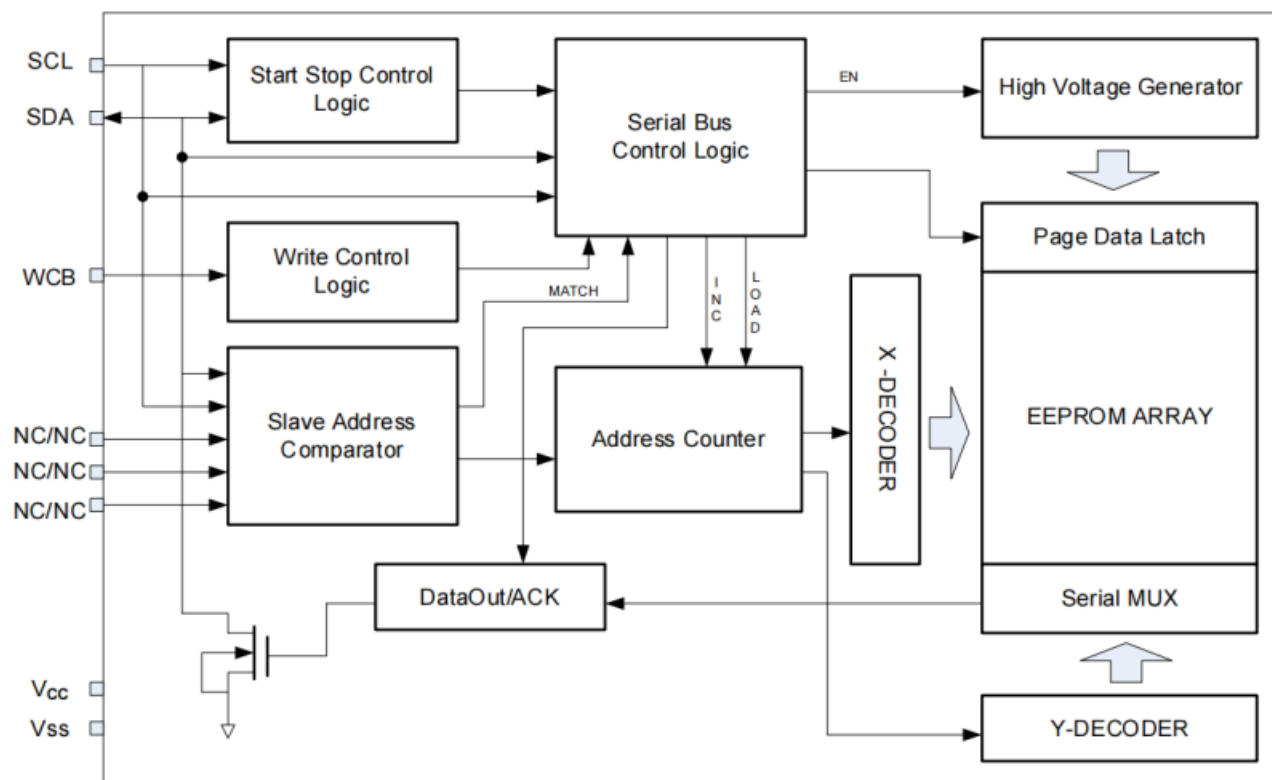 SCL
SDA
WCB
NC/NC
NC/NC
NC/NC
Vcc
Vss
Start Stop Control
Logic
Write Control
Logic
Slave Address
Comparator
MATCH
Serial Bus
Control Logic
EN
INC
LOAD
Address Counter
DataOut/ACK
X -DECODER
High Voltage Generator
Page Data Latch
EEPROM ARRAY
Serial MUX
Y-DECODER